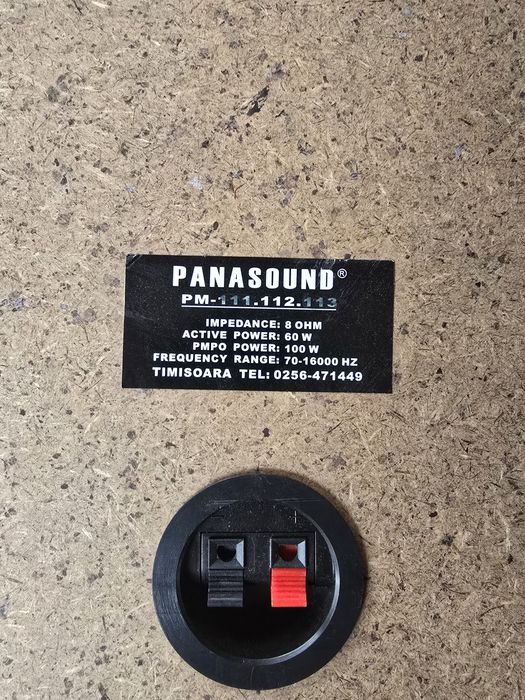 PANASOUND®
PM-111.112.113
IMPEDANCE: 8 OHM
ACTIVE POWER: 60 W
PMPO POWER: 100 W
FREQUENCY RANGE: 70-16000 HZ
TIMISOARA TEL: 0256-471449